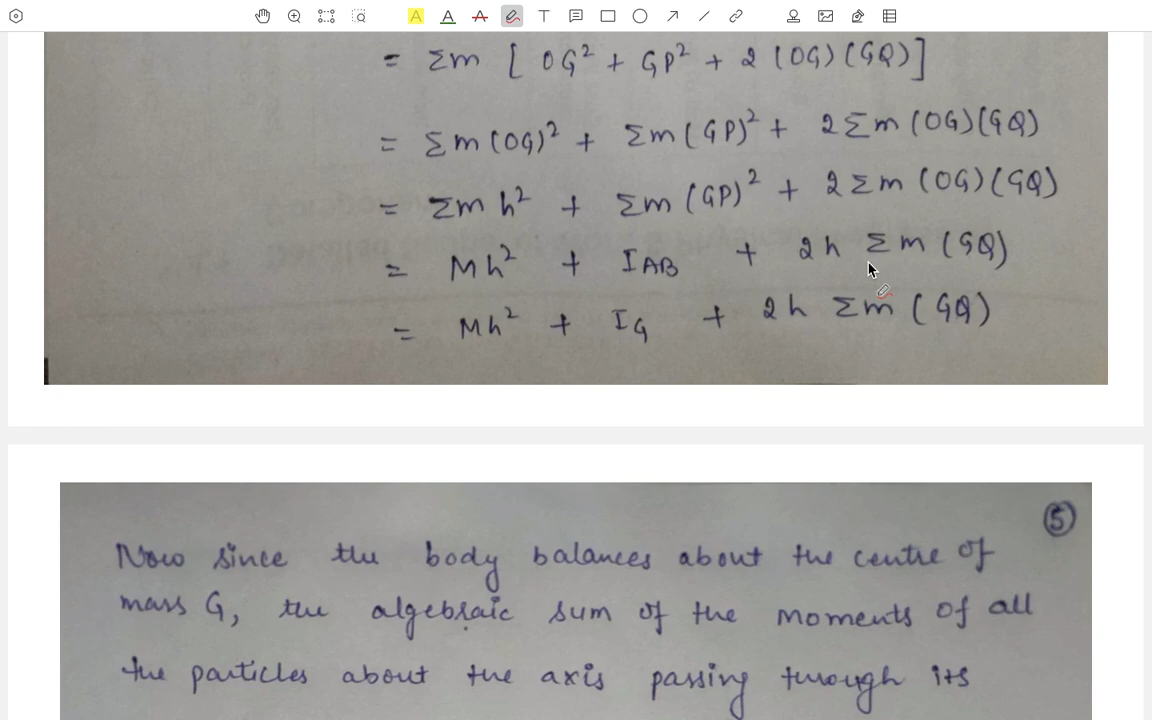 = Σm [ OG² + GP² + 2 (OG) (GQ) ]
= Σm (OG)² + Σm (GP)² + 2Σm (OG)(GQ)
= Σm h² + Σm (GP)² + 2Σm (OG)(GQ)
= Mh² + I_AB + 2h Σm (GQ)
= Mh² + I_G + 2h Σm (GQ)
5
Now since the body balances about the centre of
mass G, the algebraic sum of the moments of all
the particles about the axis passing through its